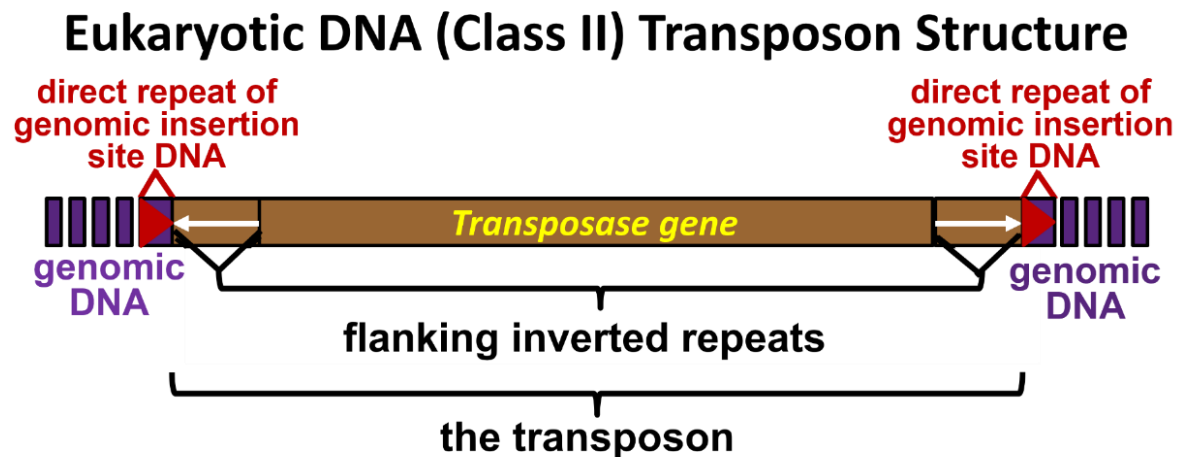 Eukaryotic DNA (Class II) Transposon Structure
direct repeat of
genomic insertion
site DNA
direct repeat of
genomic insertion
site DNA
Transposase gene
genomic
DNA
genomic
DNA
flanking inverted repeats
the transposon